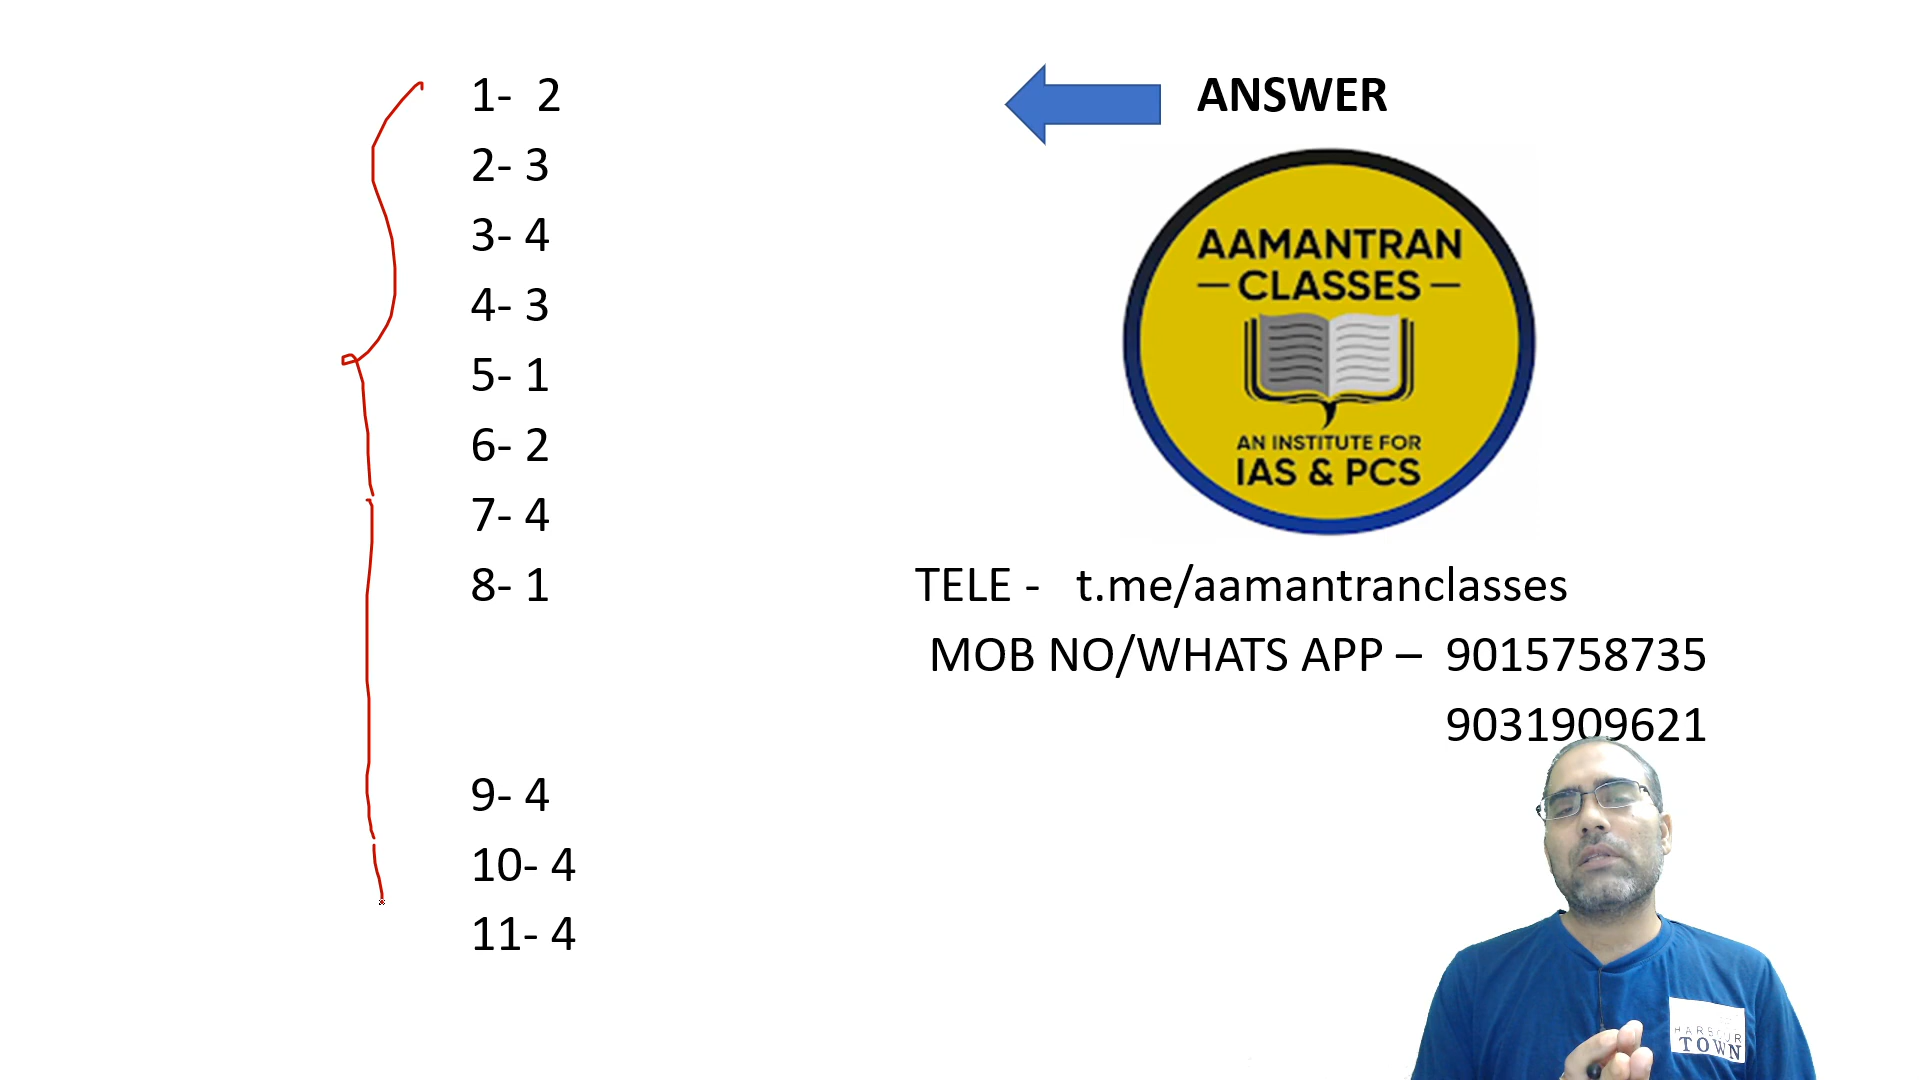 1-  2
2- 3
3- 4
4- 3
5- 1
6- 2
7- 4
8- 1
9- 4
10- 4
11- 4
ANSWER
AAMANTRAN
— CLASSES —
AN INSTITUTE FOR
IAS & PCS
TELE -   t.me/aamantranclasses
MOB NO/WHATS APP –  9015758735
9031909621
HARBOUR
TOWN